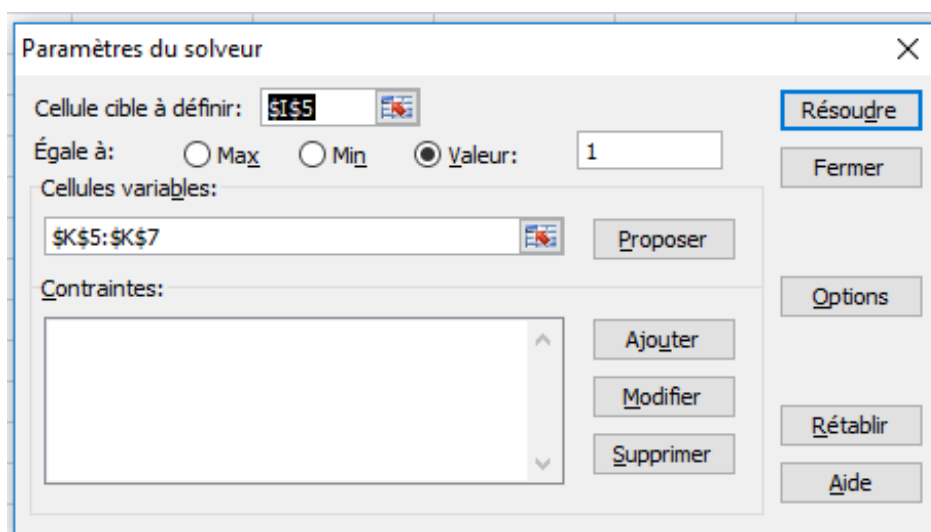 Paramètres du solveur
Cellule cible à définir: $I$5
Résoudre
Égale à: Max Min Valeur: 1
Fermer
Cellules variables:
$K$5:$K$7
Proposer
Contraintes:
Options
Ajouter
Modifier
Rétablir
Supprimer
Aide